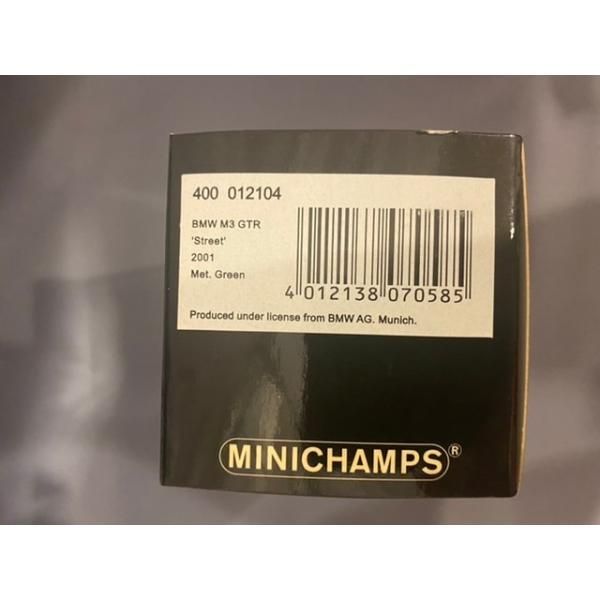 400 012104
BMW M3 GTR
'Street'
2001
Met. Green
4 012138 070585
Produced under license from BMW AG. Munich.
MINICHAMPS®